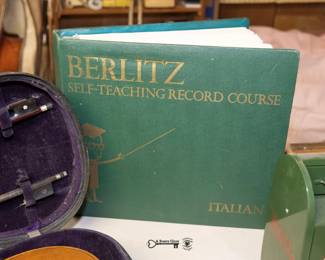 BERLITZ
SELF-TEACHING RECORD COURSE
ITALIAN